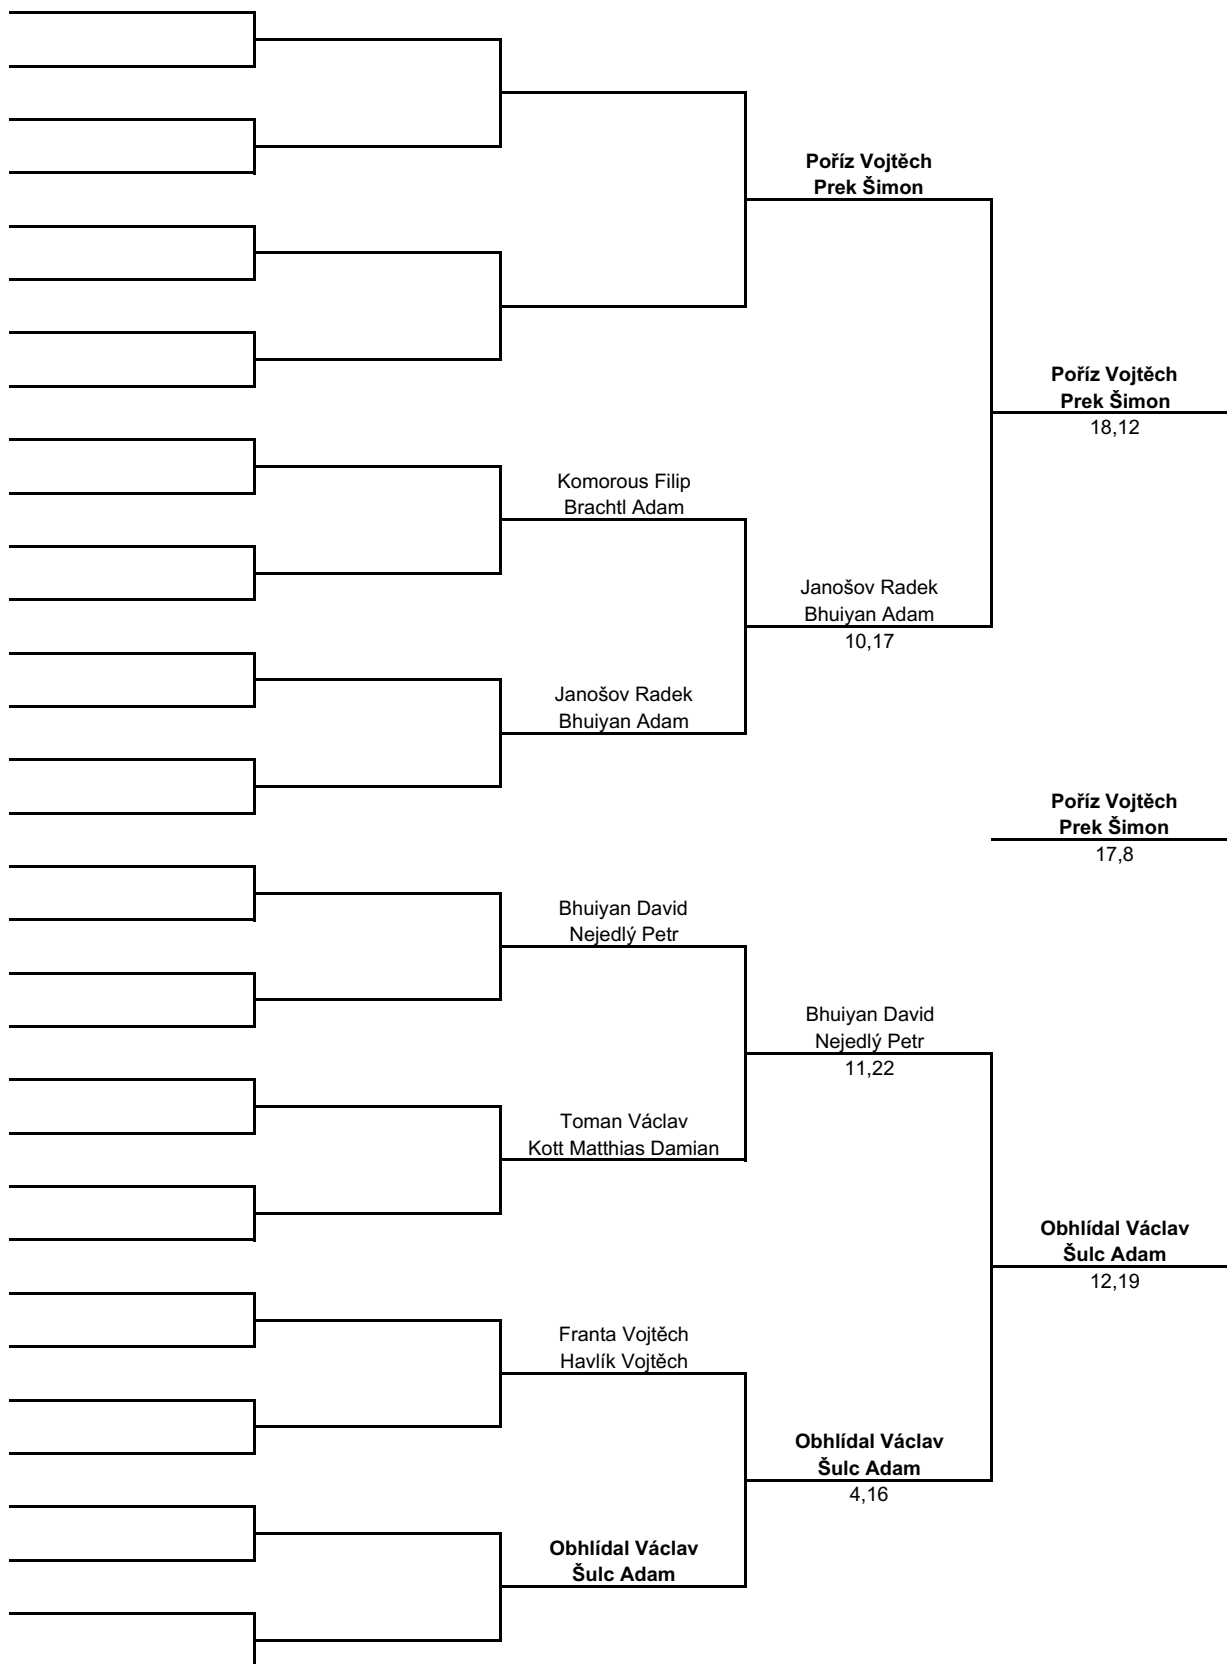 Poříz Vojtěch
Prek Šimon
Poříz Vojtěch
Prek Šimon
18,12
Komorous Filip
Brachtl Adam
Janošov Radek
Bhuiyan Adam
10,17
Janošov Radek
Bhuiyan Adam
Poříz Vojtěch
Prek Šimon
17,8
Bhuiyan David
Nejedlý Petr
Bhuiyan David
Nejedlý Petr
11,22
Toman Václav
Kott Matthias Damian
Obhlídal Václav
Šulc Adam
12,19
Franta Vojtěch
Havlík Vojtěch
Obhlídal Václav
Šulc Adam
4,16
Obhlídal Václav
Šulc Adam